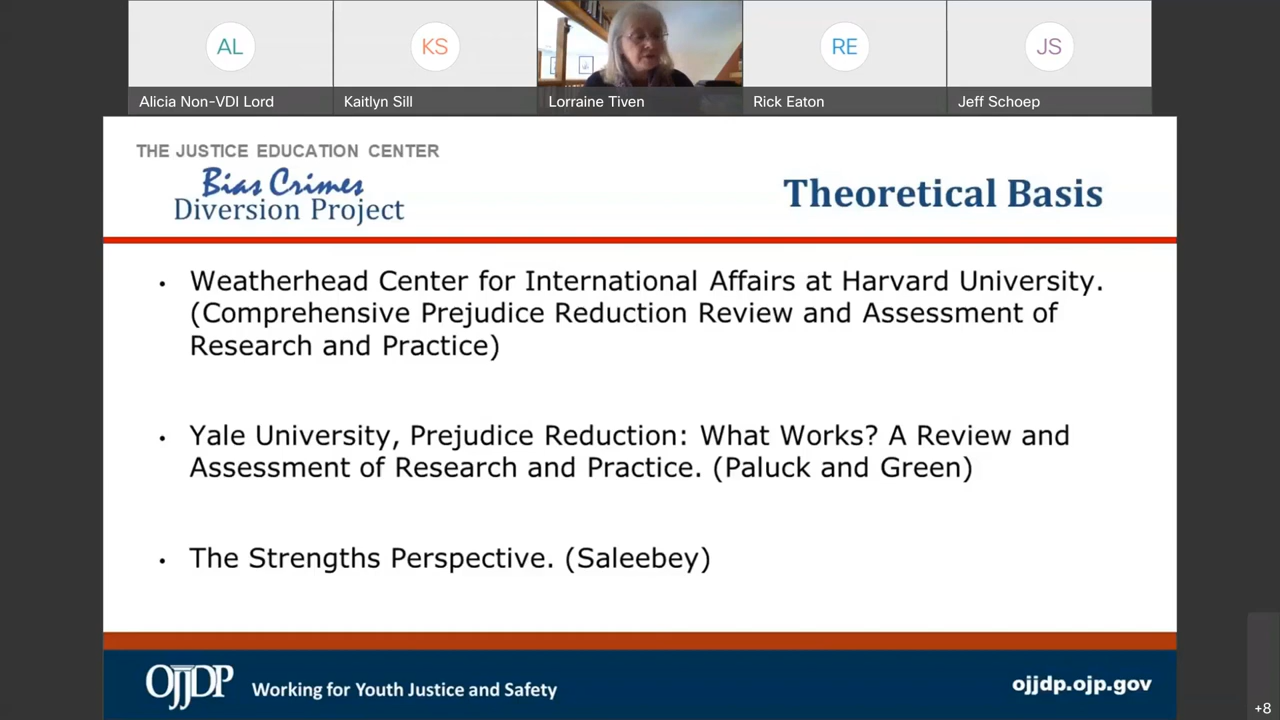 AL
KS
RE
JS
Alicia Non-VDI Lord
Kaitlyn Sill
Lorraine Tiven
Rick Eaton
Jeff Schoep
THE JUSTICE EDUCATION CENTER
Bias Crimes
Diversion Project
Theoretical Basis
• Weatherhead Center for International Affairs at Harvard University.
(Comprehensive Prejudice Reduction Review and Assessment of
Research and Practice)
• Yale University, Prejudice Reduction: What Works? A Review and
Assessment of Research and Practice. (Paluck and Green)
• The Strengths Perspective. (Saleebey)
OJJDP
Working for Youth Justice and Safety
ojjdp.ojp.gov
+8